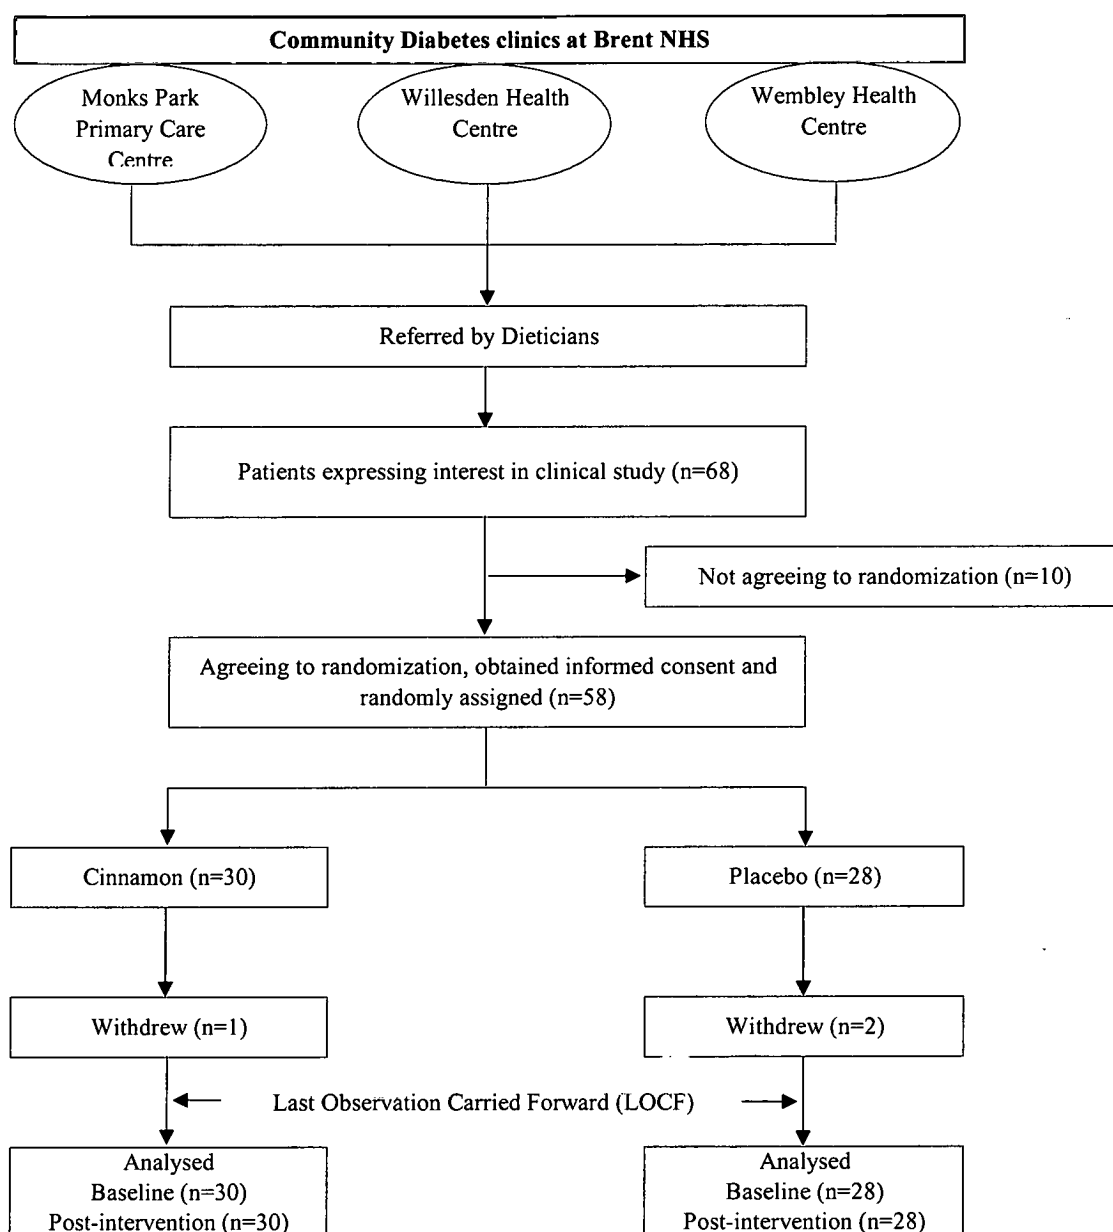 Community Diabetes clinics at Brent NHS
Monks Park
Primary Care
Centre
Willesden Health
Centre
Wembley Health
Centre
Referred by Dieticians
Patients expressing interest in clinical study (n=68)
Not agreeing to randomization (n=10)
Agreeing to randomization, obtained informed consent and
randomly assigned (n=58)
Cinnamon (n=30)
Placebo (n=28)
Withdrew (n=1)
Withdrew (n=2)
Last Observation Carried Forward (LOCF)
Analysed
Baseline (n=30)
Post-intervention (n=30)
Analysed
Baseline (n=28)
Post-intervention (n=28)